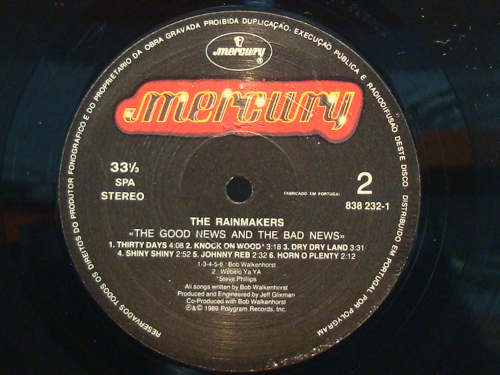 RESERVADOS TODOS OS DIREITOS DO PRODUTOR FONOGRÁFICO E DO PROPRIETARIO DA OBRA GRAVADA PROIBIDA DUPLICAÇÃO, EXECUÇÃO PÚBLICA E RADIODIFUSÃO DESTE DISCO. DISTRIBUIDO EM PORTUGAL POR POLYGRAM
mercury
mercury
33⅓
SPA
STEREO
FABRICADO EM PORTUGAL
2
838 232-1
THE RAINMAKERS
«THE GOOD NEWS AND THE BAD NEWS»
1. THIRTY DAYS 4:08 2. KNOCK ON WOOD* 3:18 3. DRY DRY LAND 3:31
4. SHINY SHINY 2:52 5. JOHNNY REB 2:32 6. HORN O PLENTY 2:12
1-3-4-5-6: Bob Walkenhorst
2: Webelo Ya YA
*Steve Phillips
All songs written by Bob Walkenhorst
Produced and Engineered by Jeff Glixman
Co-Produced with Bob Walkenhorst
℗&© 1989 Polygram Records, Inc.